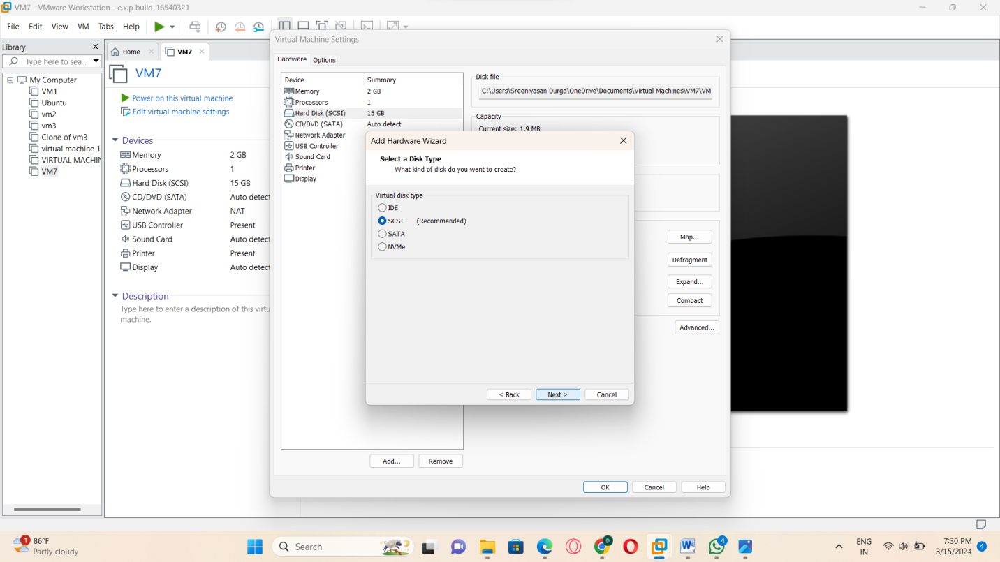 VM7 - VMware Workstation - e.x.p build-16540321
File Edit View VM Tabs Help
Library
Type here to sea...
My Computer
VM1
Ubuntu
vm2
vm3
Clone of vm3
virtual machine 1
VIRTUAL MACHIN
VM7
Home
VM7
VM7
Power on this virtual machine
Edit virtual machine settings
Devices
Memory 2 GB
Processors 1
Hard Disk (SCSI) 15 GB
CD/DVD (SATA) Auto detect
Network Adapter NAT
USB Controller Present
Sound Card Auto detect
Printer Present
Display Auto detect
Description
Type here to enter a description of this virtu
machine.
Virtual Machine Settings
Hardware Options
Device Summary
Memory 2 GB
Processors 1
Hard Disk (SCSI) 15 GB
CD/DVD (SATA) Auto detect
Network Adapter
USB Controller
Sound Card
Printer
Display
Disk file
C:\Users\Sreenivasan Durga\OneDrive\Documents\Virtual Machines\VM7\VM
Capacity
Current size: 1.9 MB
Map...
Defragment
Expand...
Compact
Advanced...
Add Hardware Wizard
Select a Disk Type
What kind of disk do you want to create?
Virtual disk type
IDE
SCSI (Recommended)
SATA
NVMe
< Back Next > Cancel
Add... Remove
OK Cancel Help
1
86°F
Partly cloudy
Search
D
4
ENG
IN
7:30 PM
3/15/2024
4